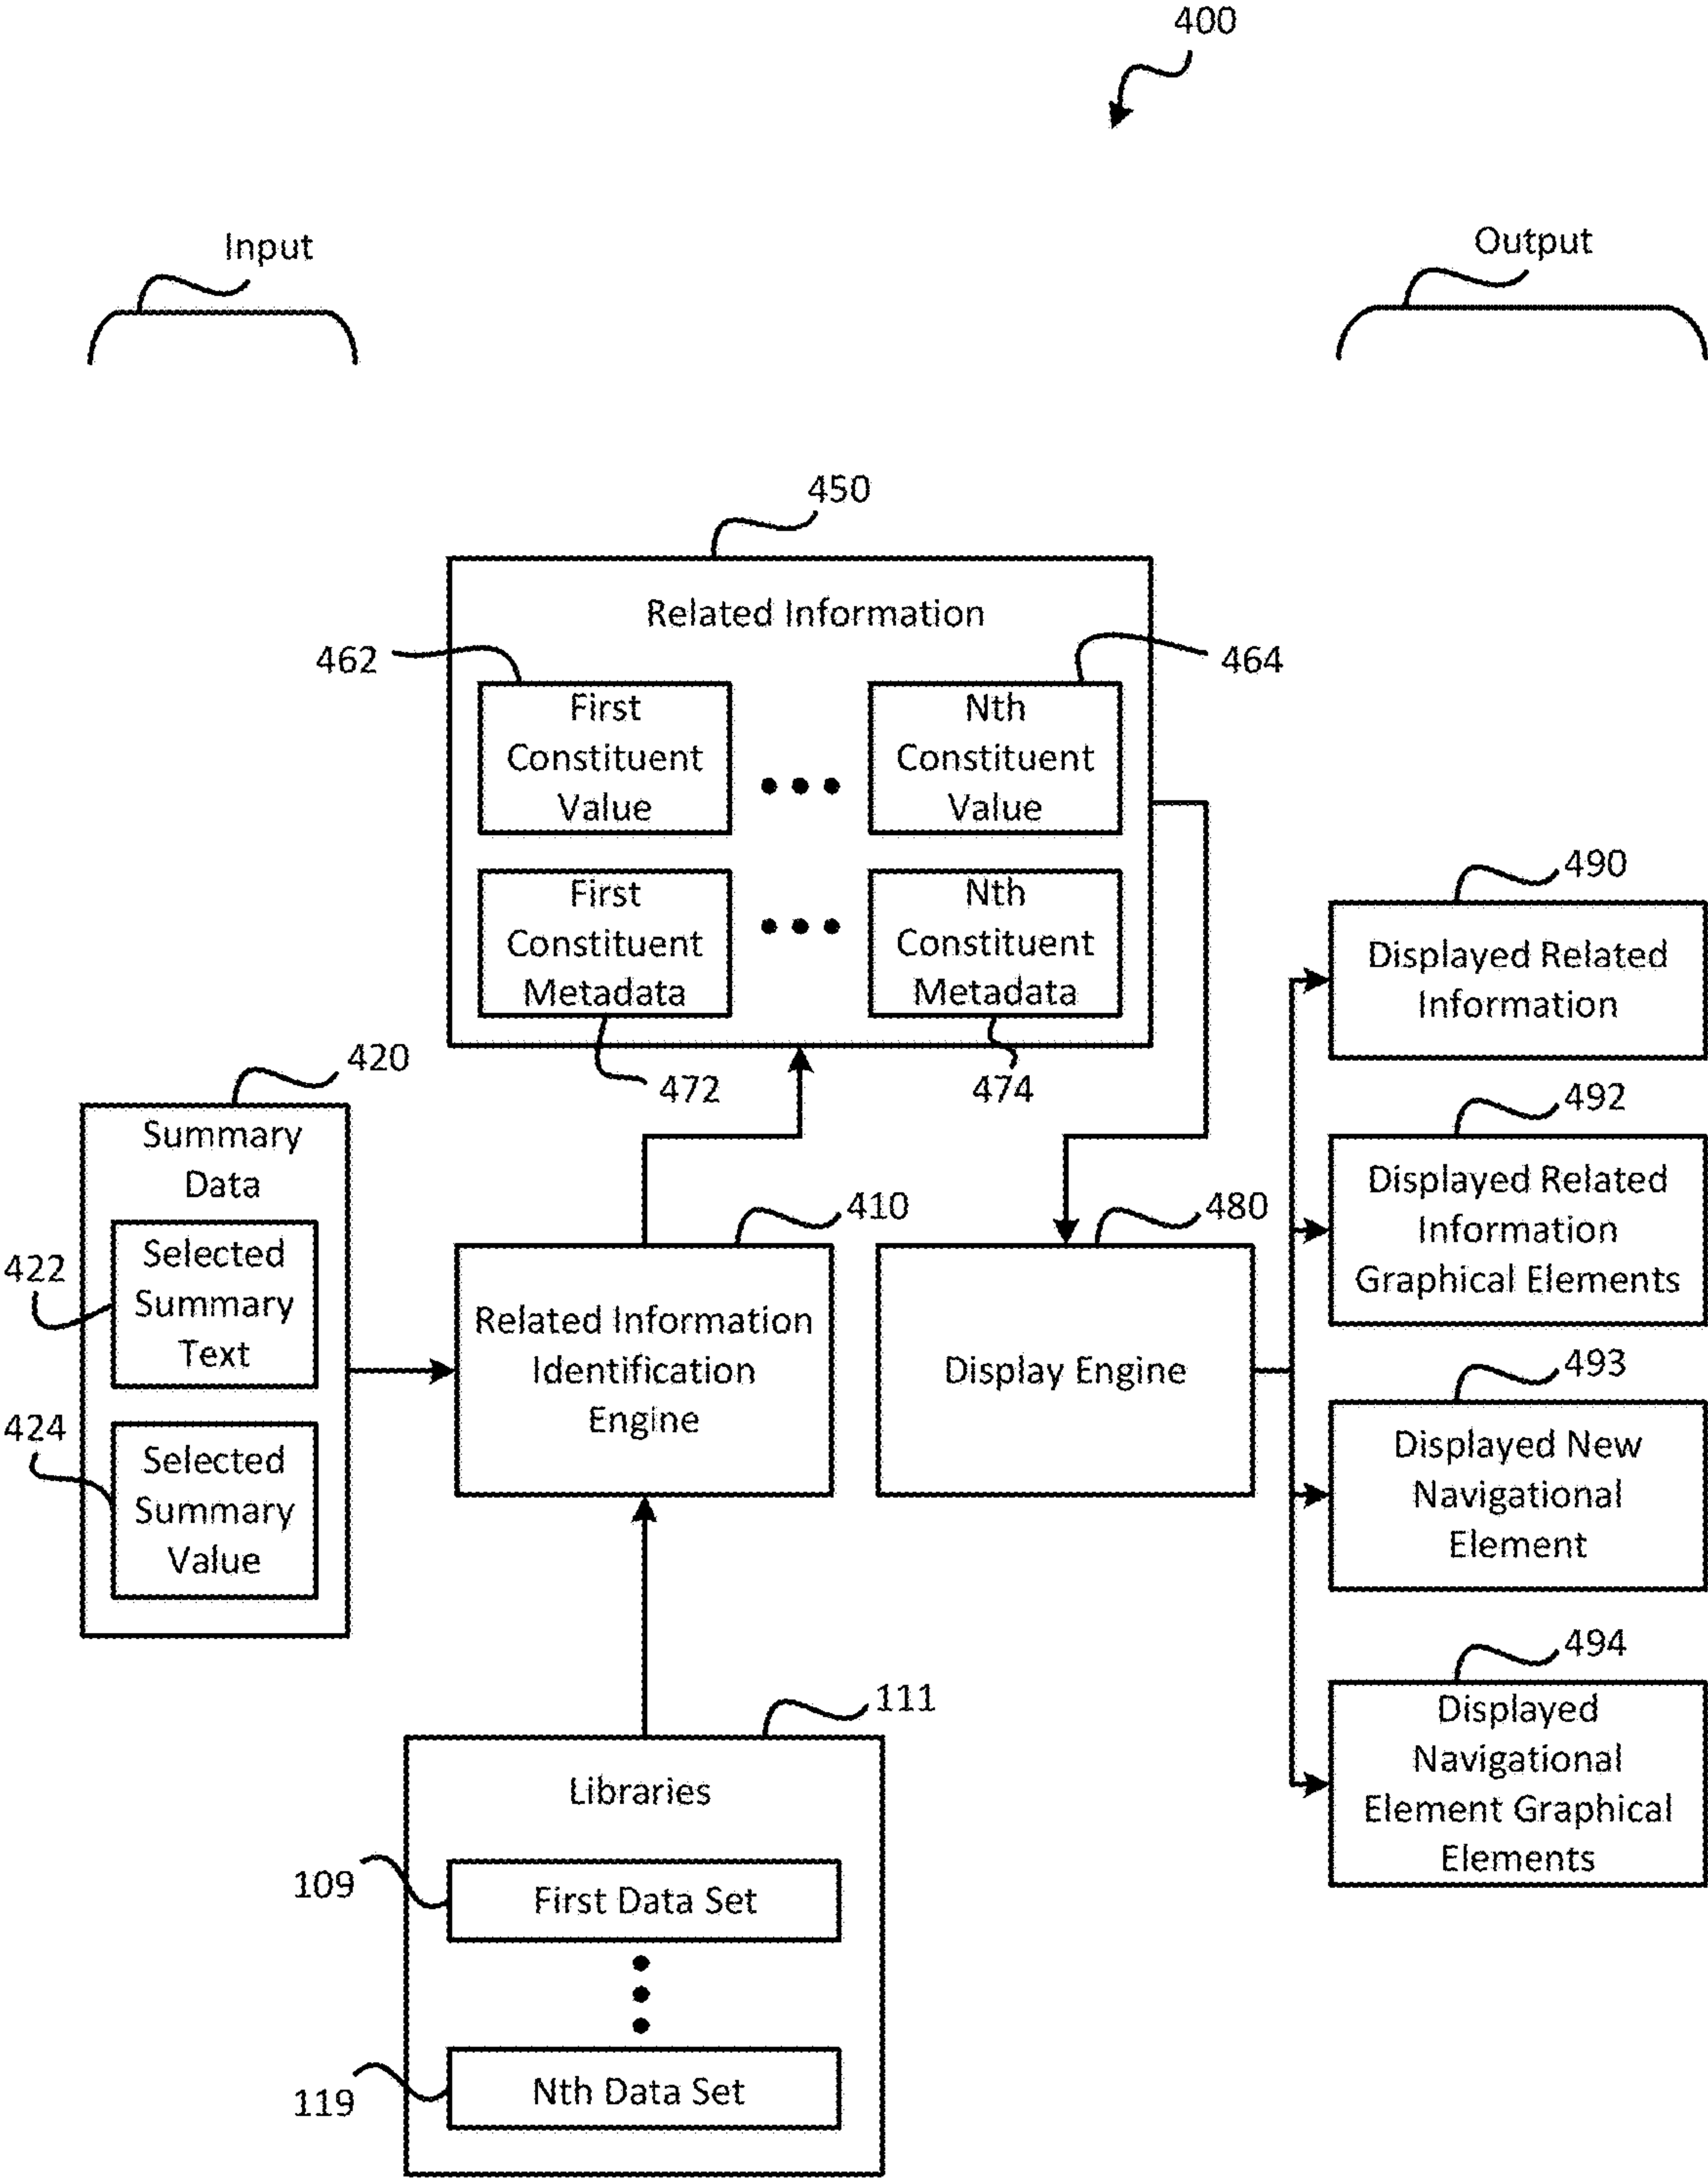 400
Input
Output
450
Related Information
462
464
First
Constituent
Value
Nth
Constituent
Value
First
Constituent
Metadata
Nth
Constituent
Metadata
472
474
490
Displayed Related
Information
420
Summary
Data
422
Selected
Summary
Text
424
Selected
Summary
Value
410
Related Information
Identification
Engine
480
Display Engine
492
Displayed Related
Information
Graphical Elements
493
Displayed New
Navigational
Element
494
Displayed
Navigational
Element Graphical
Elements
111
Libraries
109
First Data Set
119
Nth Data Set